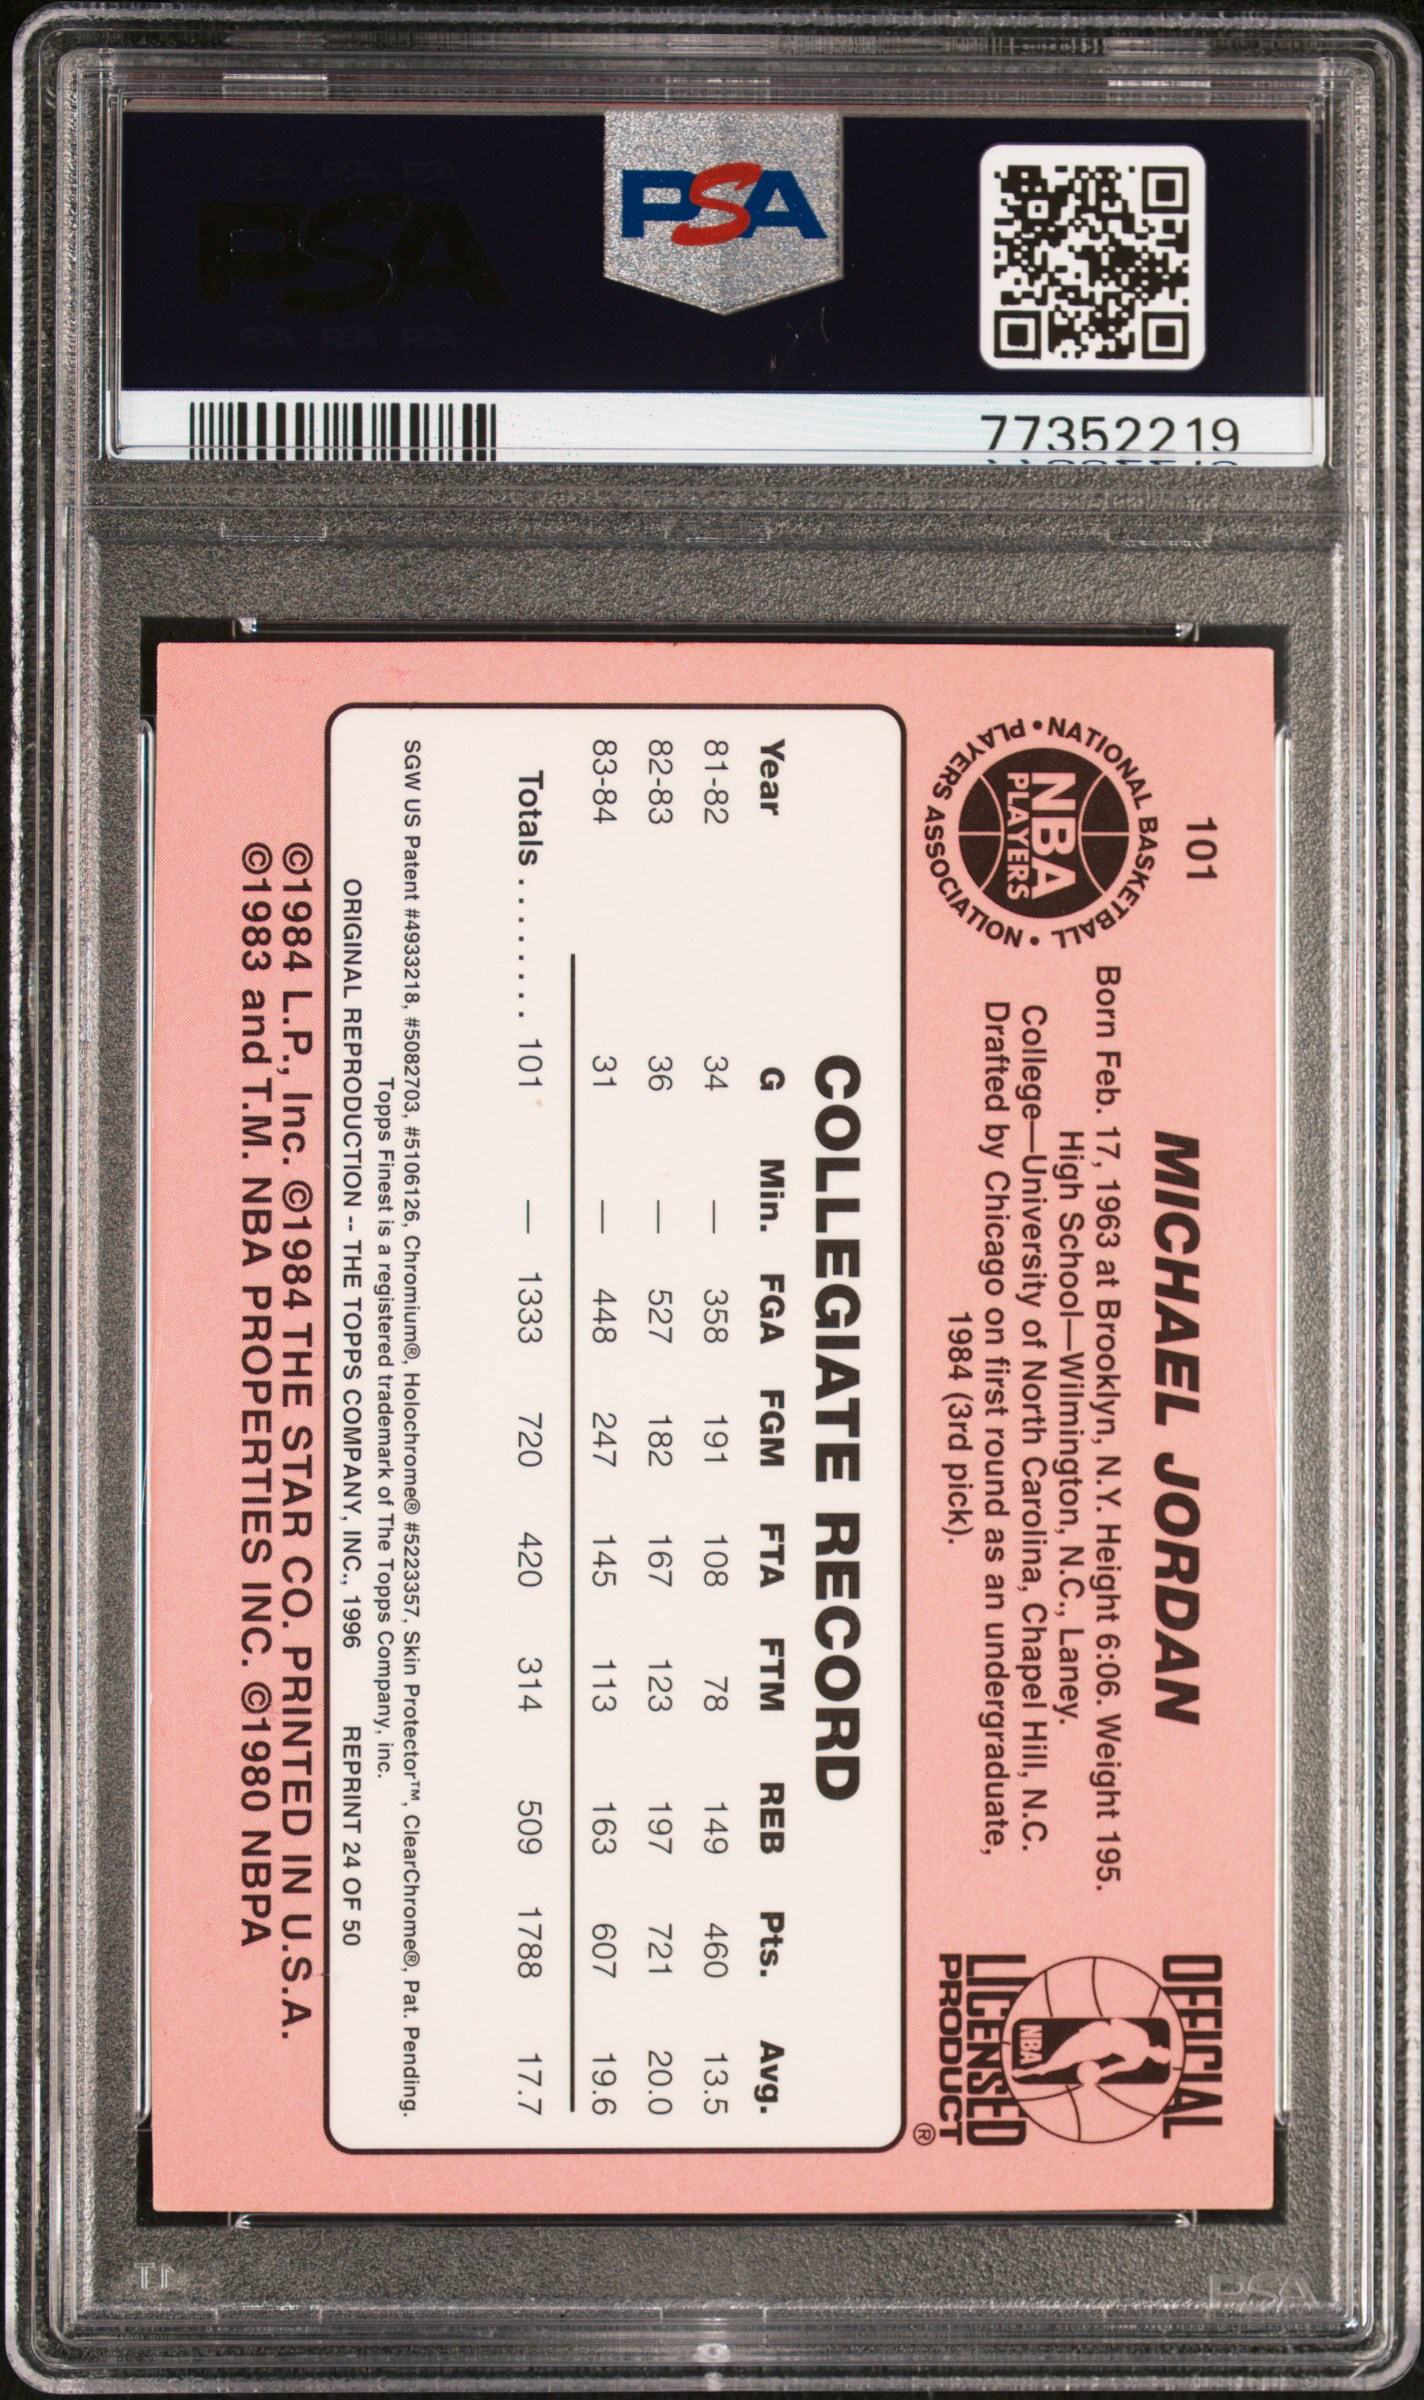 PSA PSA PSA
PSA
PSA PSA PSA
PSA
77352219
101
MICHAEL JORDAN
Born Feb. 17, 1963 at Brooklyn, N.Y. Height 6:06. Weight 195.
High School—Wilmington, N.C., Laney.
College—University of North Carolina, Chapel Hill, N.C.
Drafted by Chicago on first round as an undergraduate,
1984 (3rd pick).
• NATIONAL BASKETBALL •
PLAYERS ASSOCIATION
NBA
PLAYERS
OFFICIAL
NBA
LICENSED
PRODUCT
®
COLLEGIATE RECORD
Year G Min. FGA FGM FTA FTM REB Pts. Avg.
81-82 34 — 358 191 108 78 149 460 13.5
82-83 36 — 527 182 167 123 197 721 20.0
83-84 31 — 448 247 145 113 163 607 19.6
Totals . . . . . . . 101 — 1333 720 420 314 509 1788 17.7
SGW US Patent #4933218, #5082703, #5106126, Chromium®, Holochrome® #5223357, Skin Protector™, ClearChrome®, Pat. Pending.
Topps Finest is a registered trademark of The Topps Company, inc.
ORIGINAL REPRODUCTION -- THE TOPPS COMPANY, INC., 1996 REPRINT 24 OF 50
©1984 L.P., Inc. ©1984 THE STAR CO. PRINTED IN U.S.A.
©1983 and T.M. NBA PROPERTIES INC. ©1980 NBPA
PSA